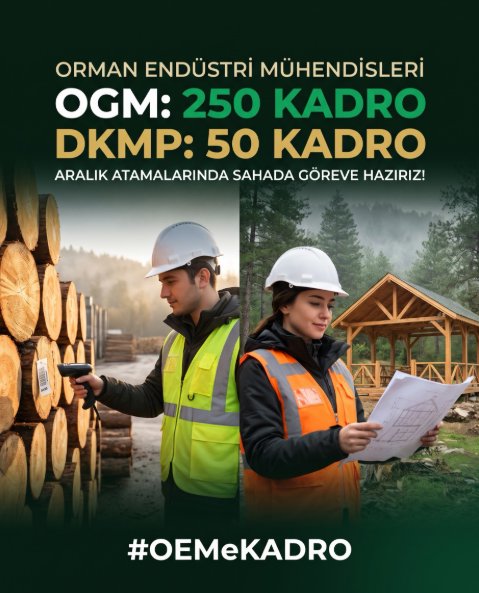 ORMAN ENDÜSTRİ MÜHENDİSLERİ
OGM: 250 KADRO
DKMP: 50 KADRO
ARALIK ATAMALARINDA SAHADA GÖREVE HAZIRIZ!
#OEMeKADRO